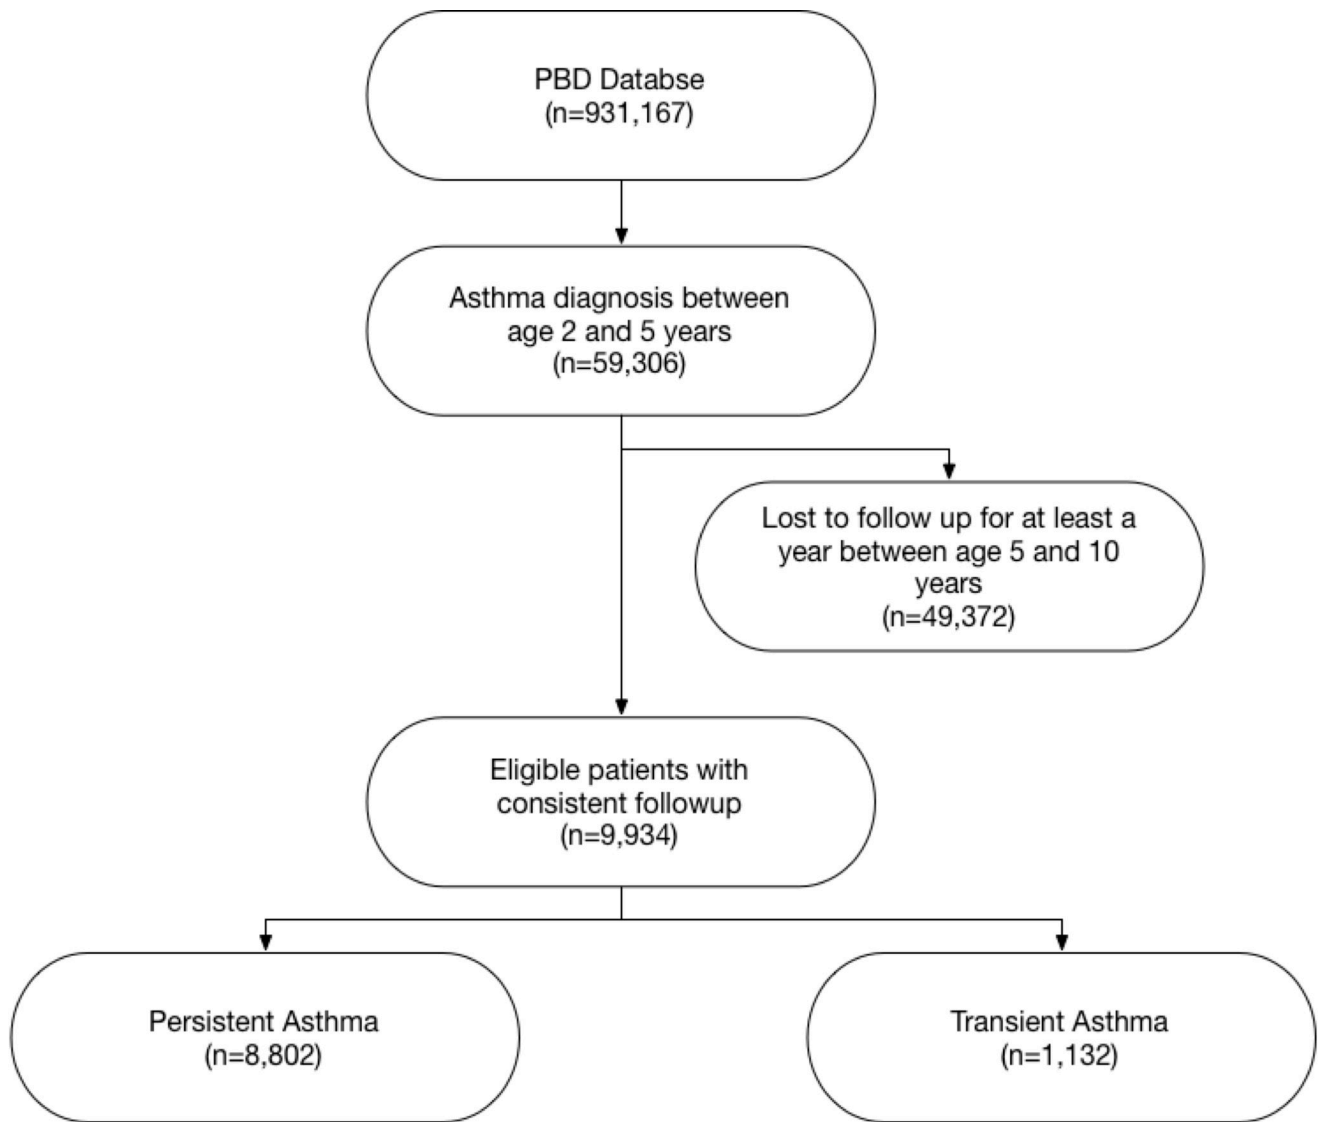 PBD Databse
(n=931,167)
Asthma diagnosis between
age 2 and 5 years
(n=59,306)
Lost to follow up for at least a
year between age 5 and 10
years
(n=49,372)
Eligible patients with
consistent followup
(n=9,934)
Persistent Asthma
(n=8,802)
Transient Asthma
(n=1,132)